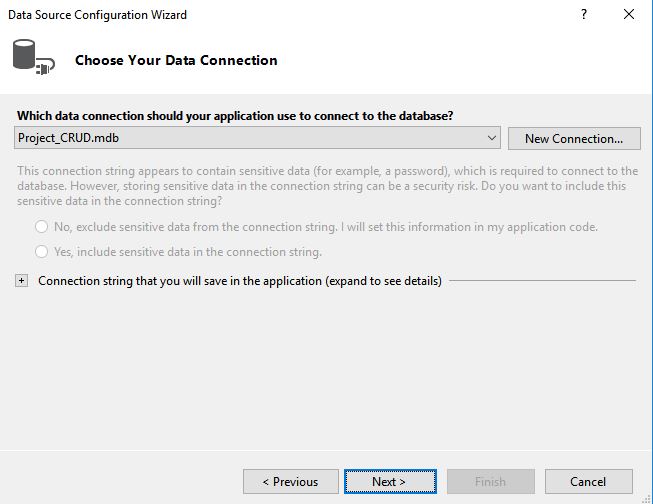 Data Source Configuration Wizard
?
Choose Your Data Connection
Which data connection should your application use to connect to the database?
Project_CRUD.mdb
New Connection...
This connection string appears to contain sensitive data (for example, a password), which is required to connect to the
database. However, storing sensitive data in the connection string can be a security risk. Do you want to include this
sensitive data in the connection string?
No, exclude sensitive data from the connection string. I will set this information in my application code.
Yes, include sensitive data in the connection string.
Connection string that you will save in the application (expand to see details)
< Previous
Next >
Finish
Cancel